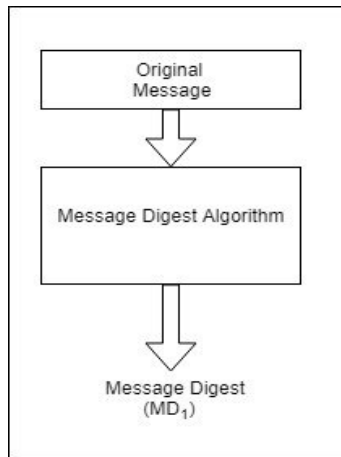 Original
Message
Message Digest Algorithm
Message Digest
(MD₁)